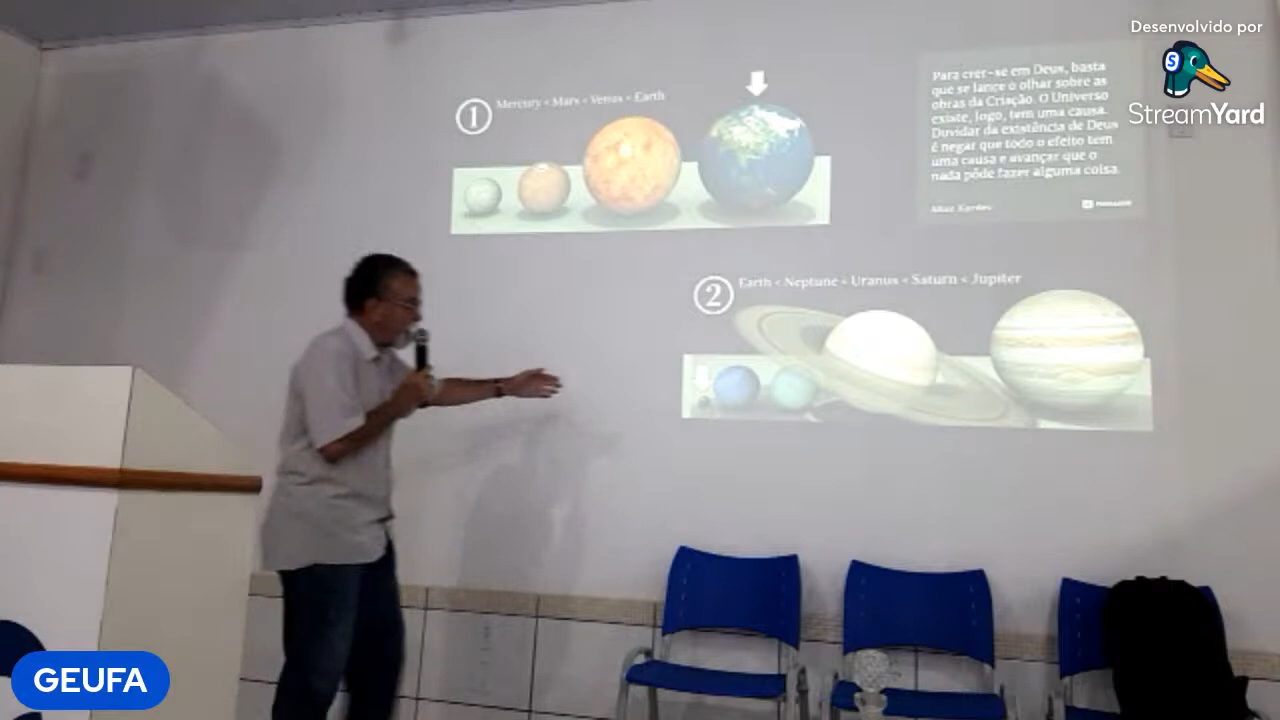 Desenvolvido por
StreamYard
1
Mercury < Mars < Venus < Earth
Para crer-se em Deus, basta
que se lance o olhar sobre as
obras da Criação. O Universo
existe, logo, tem uma causa.
Duvidar da existência de Deus
é negar que todo o efeito tem
uma causa e avançar que o
nada pôde fazer alguma coisa.
Allan Kardec
2
Earth < Neptune < Uranus < Saturn < Jupiter
GEUFA